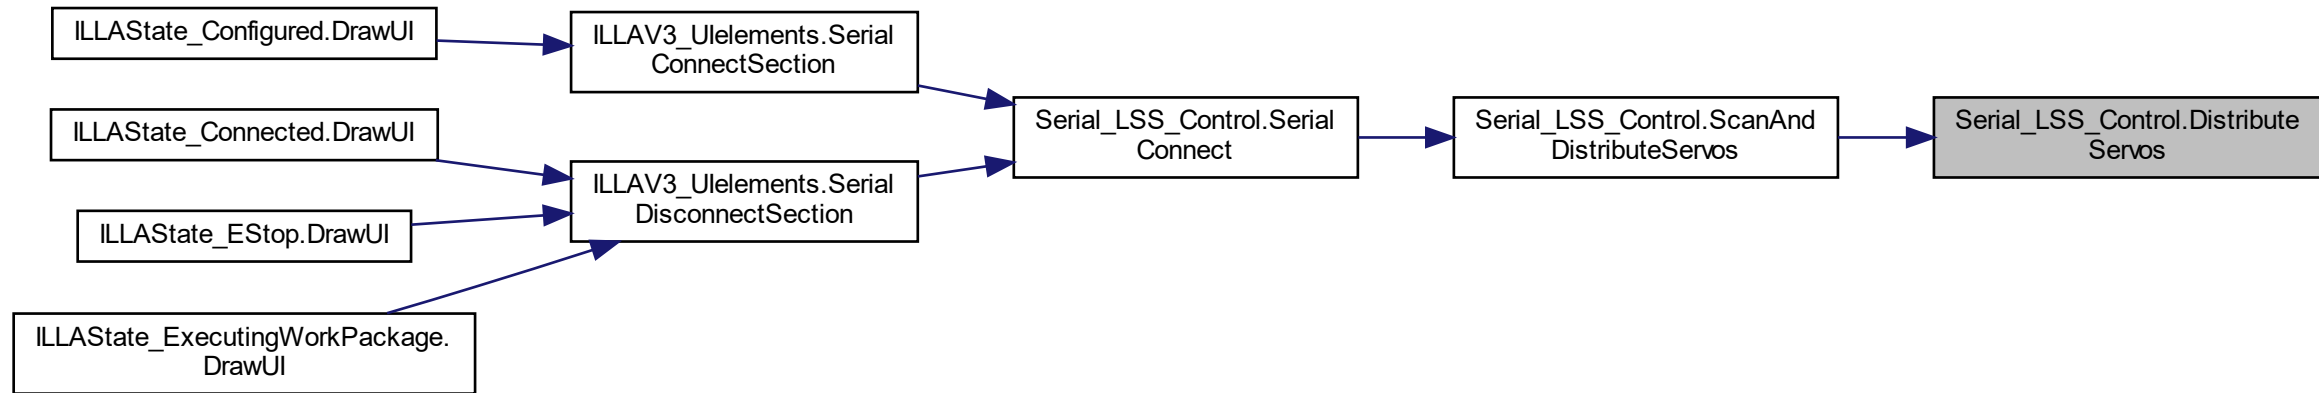 ILLAState_Configured.DrawUI
ILLAV3_UIelements.Serial
ConnectSection
ILLAState_Connected.DrawUI
Serial_LSS_Control.Serial
Connect
Serial_LSS_Control.ScanAnd
DistributeServos
Serial_LSS_Control.Distribute
Servos
ILLAV3_UIelements.Serial
DisconnectSection
ILLAState_EStop.DrawUI
ILLAState_ExecutingWorkPackage.
DrawUI